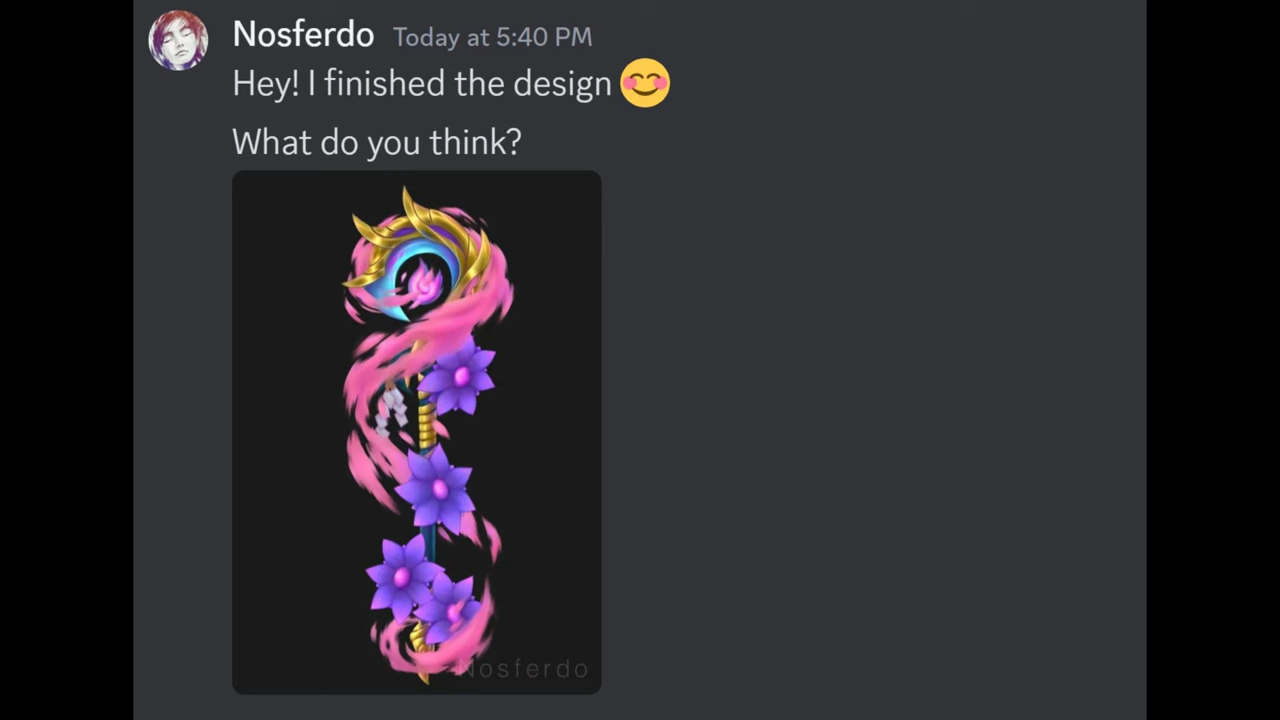 Nosferdo Today at 5:40 PM
Hey! I finished the design 😊
What do you think?
Nosferdo